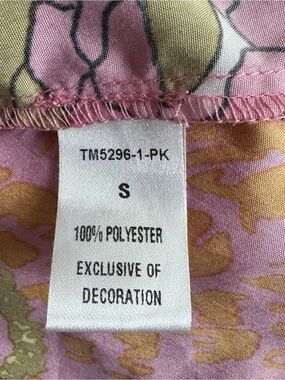 TM5296-1-PK
S
100% POLYESTER
EXCLUSIVE OF
DECORATION